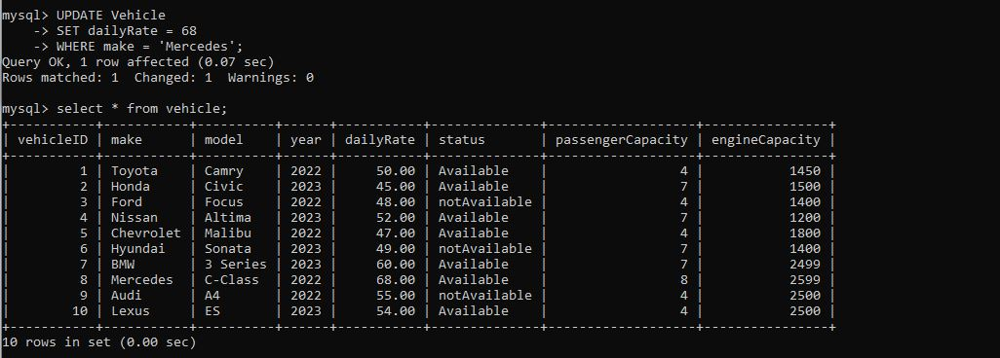 mysql> UPDATE Vehicle
    -> SET dailyRate = 68
    -> WHERE make = 'Mercedes';
Query OK, 1 row affected (0.07 sec)
Rows matched: 1  Changed: 1  Warnings: 0

mysql> select * from vehicle;
+-----------+-----------+----------+------+-----------+--------------+-------------------+----------------+
| vehicleID | make      | model    | year | dailyRate | status       | passengerCapacity | engineCapacity |
+-----------+-----------+----------+------+-----------+--------------+-------------------+----------------+
|         1 | Toyota    | Camry    | 2022 |     50.00 | Available    |                 4 |           1450 |
|         2 | Honda     | Civic    | 2023 |     45.00 | Available    |                 7 |           1500 |
|         3 | Ford      | Focus    | 2022 |     48.00 | notAvailable |                 4 |           1400 |
|         4 | Nissan    | Altima   | 2023 |     52.00 | Available    |                 7 |           1200 |
|         5 | Chevrolet | Malibu   | 2022 |     47.00 | Available    |                 4 |           1800 |
|         6 | Hyundai   | Sonata   | 2023 |     49.00 | notAvailable |                 7 |           1400 |
|         7 | BMW       | 3 Series | 2023 |     60.00 | Available    |                 7 |           2499 |
|         8 | Mercedes  | C-Class  | 2022 |     68.00 | Available    |                 8 |           2599 |
|         9 | Audi      | A4       | 2022 |     55.00 | notAvailable |                 4 |           2500 |
|        10 | Lexus     | ES       | 2023 |     54.00 | Available    |                 4 |           2500 |
+-----------+-----------+----------+------+-----------+--------------+-------------------+----------------+
10 rows in set (0.00 sec)